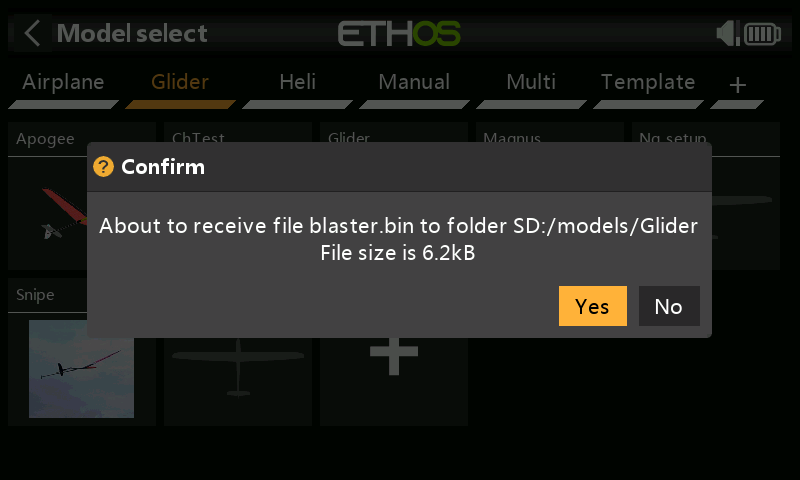 Model select
ETHOS
Airplane
Glider
Heli
Manual
Multi
Template
+
Apogee
ChTest
Glider
Magnus
Ng setup
? Confirm
About to receive file blaster.bin to folder SD:/models/Glider
File size is 6.2kB
Yes
No
Snipe